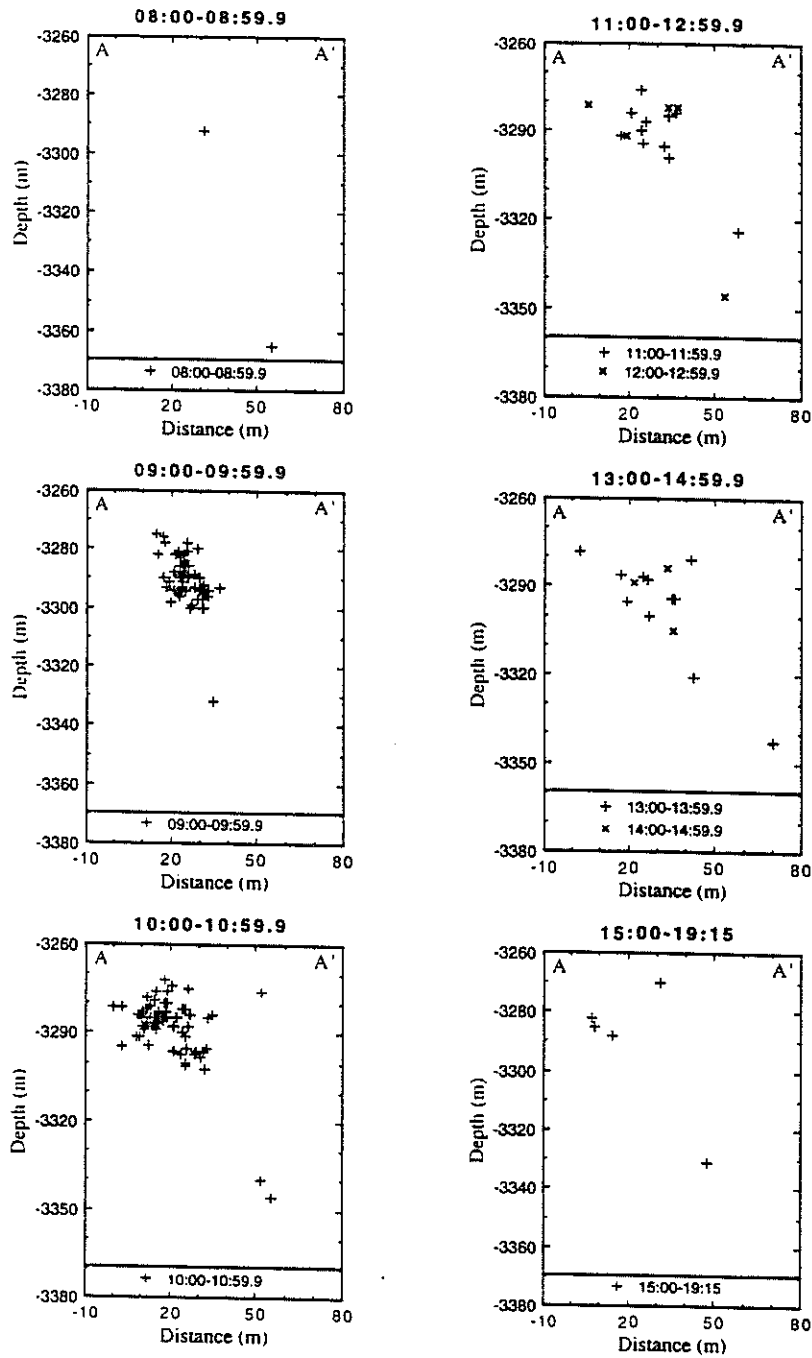 08:00-08:59.9
A A'
-3260
-3280
-3300
-3320
-3340
-3360
-3380
Depth (m)
+ 08:00-08:59.9
-10 20 50 80
Distance (m)
09:00-09:59.9
A A'
-3260
-3280
-3300
-3320
-3340
-3360
-3380
Depth (m)
+ 09:00-09:59.9
-10 20 50 80
Distance (m)
10:00-10:59.9
A A'
-3260
-3290
-3320
-3350
-3380
Depth (m)
+ 10:00-10:59.9
-10 20 50 80
Distance (m)
11:00-12:59.9
A A'
-3260
-3290
-3320
-3350
-3380
Depth (m)
+ 11:00-11:59.9
× 12:00-12:59.9
-10 20 50 80
Distance (m)
13:00-14:59.9
A A'
-3260
-3290
-3320
-3350
-3380
Depth (m)
+ 13:00-13:59.9
× 14:00-14:59.9
-10 20 50 80
Distance (m)
15:00-19:15
A A'
-3260
-3280
-3300
-3320
-3340
-3360
-3380
Depth (m)
+ 15:00-19:15
-10 20 50 80
Distance (m)